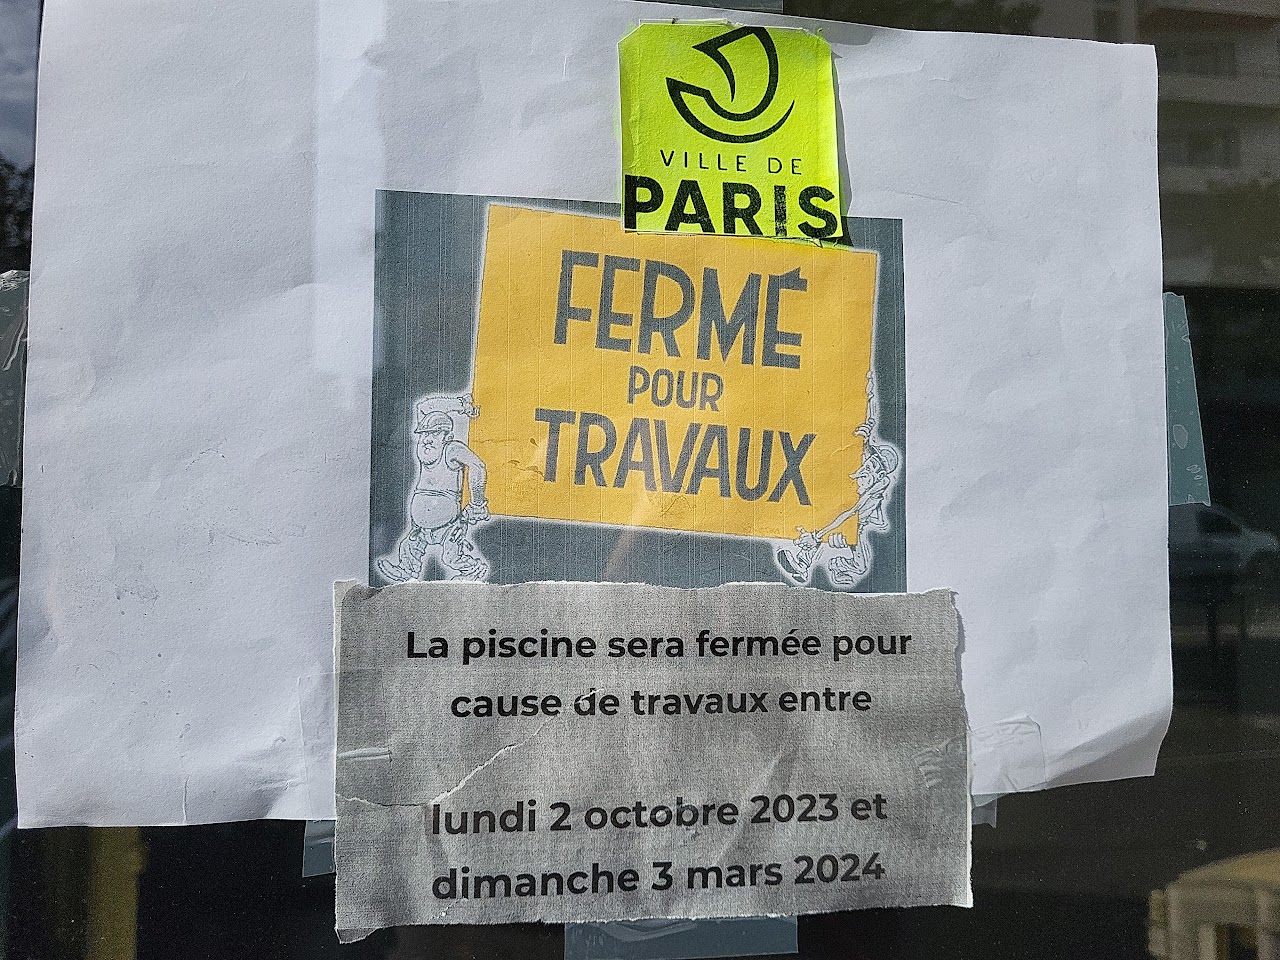 VILLE DE
PARIS
FERMÉ
POUR
TRAVAUX
La piscine sera fermée pour
cause de travaux entre
lundi 2 octobre 2023 et
dimanche 3 mars 2024